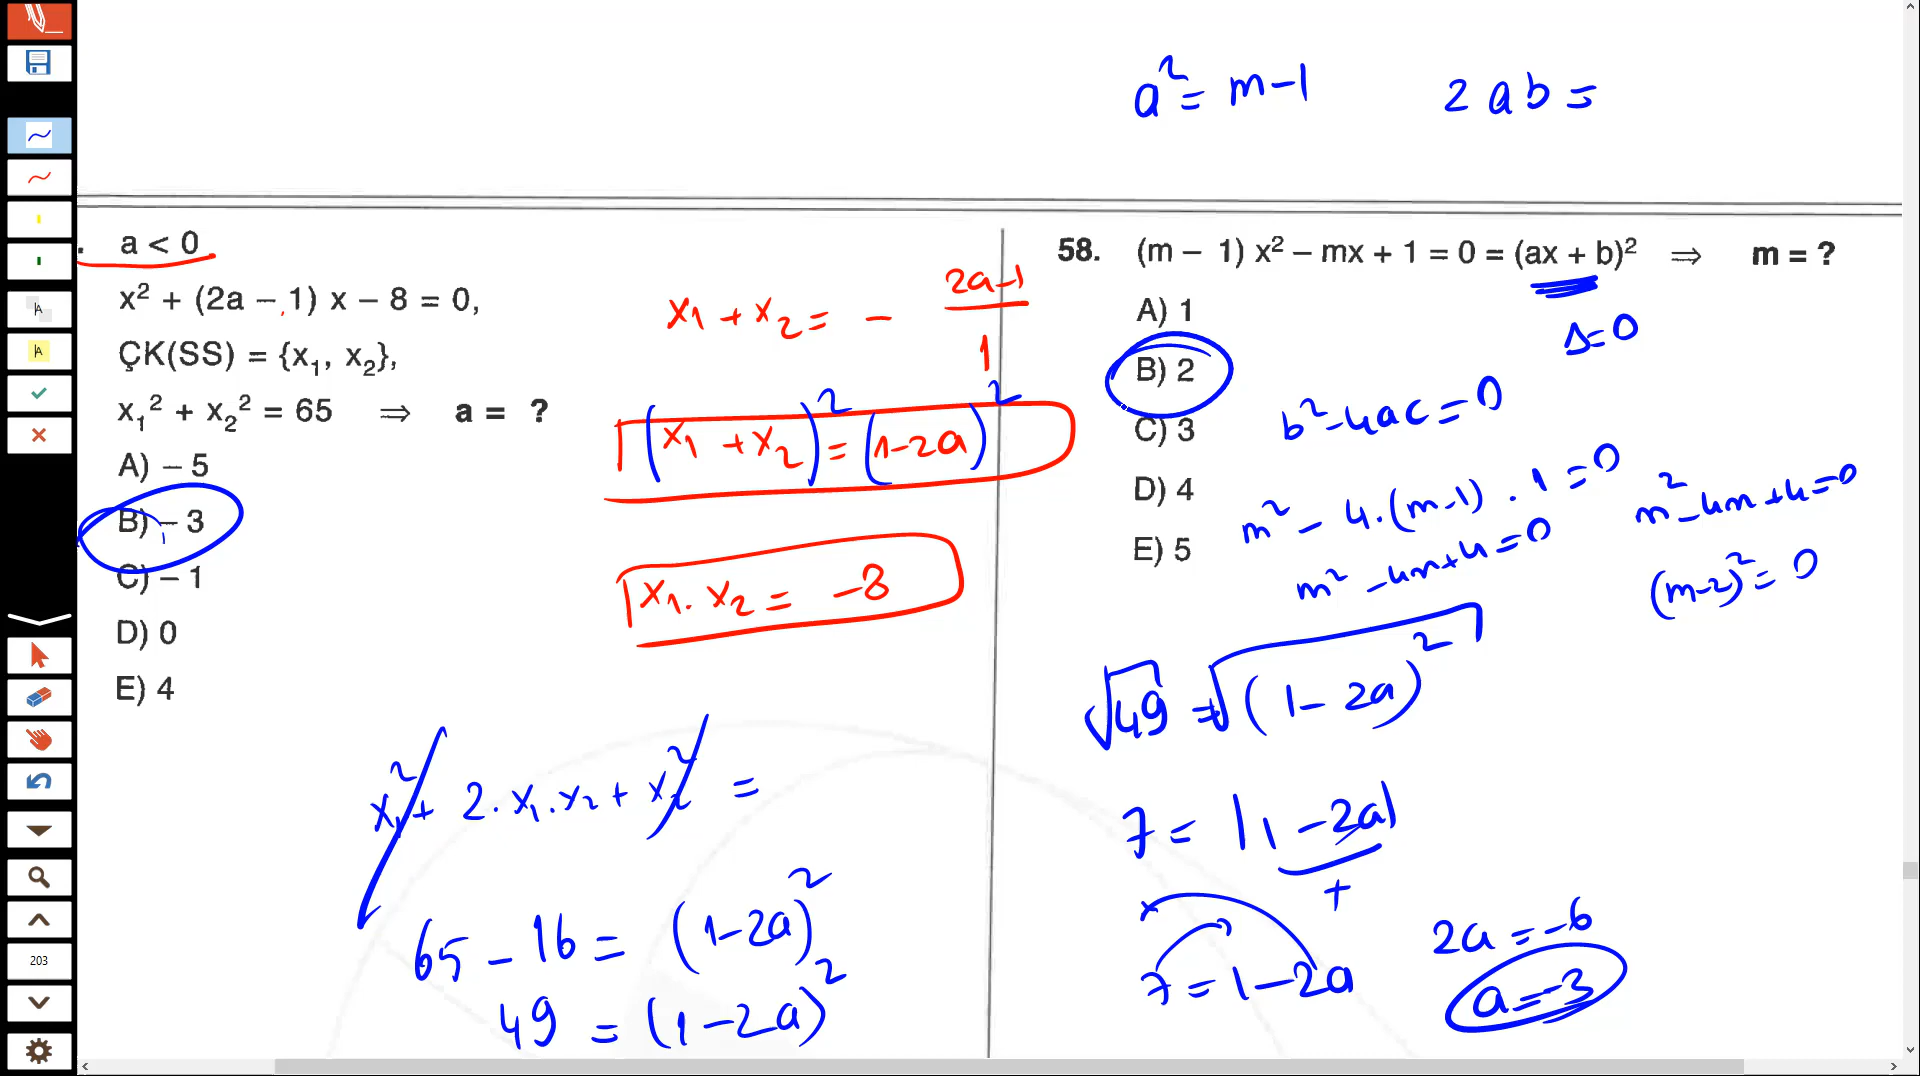 a² = m-1 2ab =
. a < 0
x² + (2a - 1) x - 8 = 0,
ÇK(SS) = {x₁, x₂},
x₁² + x₂² = 65 ⇒ a = ?
A) - 5
B) - 3
C) - 1
D) 0
E) 4
x₁ + x₂ = - (2a-1)/1
(x₁ + x₂)² = (1-2a)²
x₁ . x₂ = -8
x₁² + 2.x₁.x₂ + x₂² =
65 - 16 = (1-2a)²
49 = (1-2a)²
58. (m - 1) x² - mx + 1 = 0 = (ax + b)² ⇒ m = ?
A) 1
B) 2
C) 3
D) 4
E) 5
Δ=0
b²-4ac=0
m² - 4.(m-1) . 1 = 0
m² - 4m + 4 = 0
m² - 4m + 4 = 0
(m-2)² = 0
√49 = √(1-2a)²
7 = |1-2a|
+
7 = 1-2a
2a = -6
a = -3
203